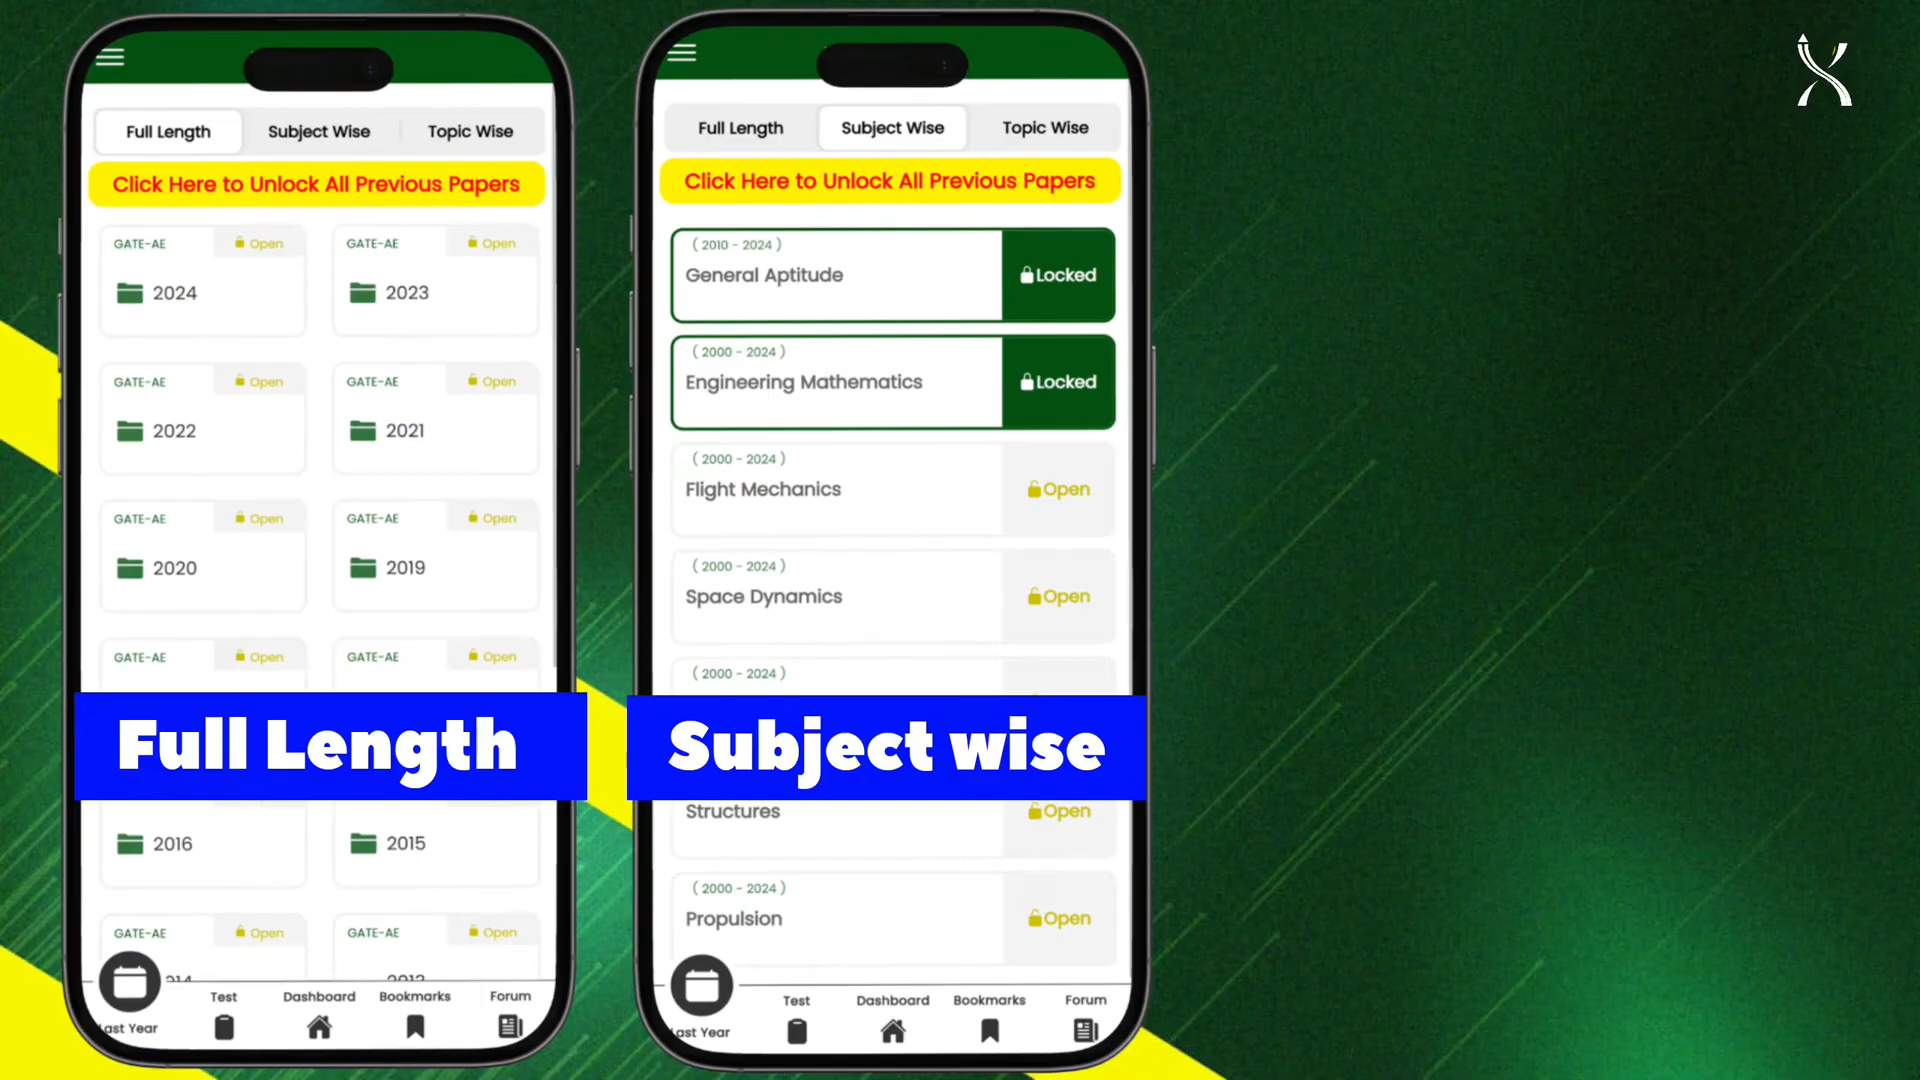 Full Length
Subject Wise
Topic Wise
Click Here to Unlock All Previous Papers
GATE-AE
Open
GATE-AE
Open
2024
2023
GATE-AE
Open
GATE-AE
Open
2022
2021
GATE-AE
Open
GATE-AE
Open
2020
2019
GATE-AE
Open
GATE-AE
Open
Full Length
2016
2015
GATE-AE
Open
GATE-AE
Open
Test
Dashboard
Bookmarks
Forum
Last Year
Full Length
Subject Wise
Topic Wise
Click Here to Unlock All Previous Papers
( 2010 - 2024 )
General Aptitude
Locked
( 2000 - 2024 )
Engineering Mathematics
Locked
( 2000 - 2024 )
Flight Mechanics
Open
( 2000 - 2024 )
Space Dynamics
Open
( 2000 - 2024 )
Subject wise
Structures
Open
( 2000 - 2024 )
Propulsion
Open
Test
Dashboard
Bookmarks
Forum
Last Year